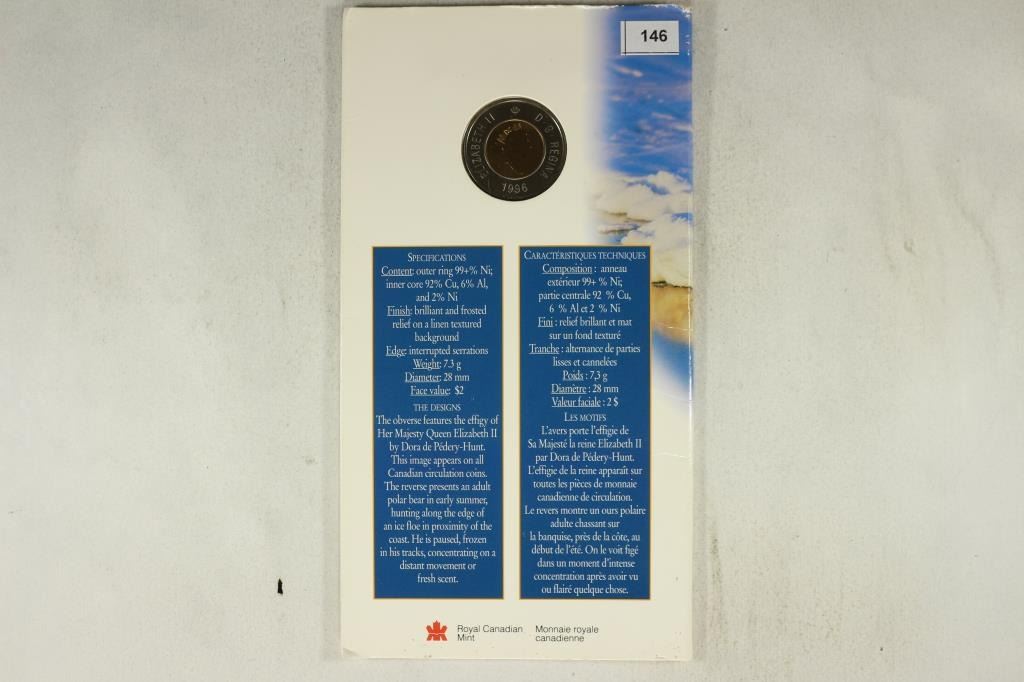 146
ELIZABETH II D·G·REGINA
1996
SPECIFICATIONS
Content: outer ring 99+% Ni;
inner core 92% Cu, 6% Al,
and 2% Ni
Finish: brilliant and frosted
relief on a linen textured
background
Edge: interrupted serrations
Weight: 7.3 g
Diameter: 28 mm
Face value: $2
THE DESIGNS
The obverse features the effigy of
Her Majesty Queen Elizabeth II
by Dora de Pédery-Hunt.
This image appears on all
Canadian circulation coins.
The reverse presents an adult
polar bear in early summer,
hunting along the edge of
an ice floe in proximity of the
coast. He is paused, frozen
in his tracks, concentrating on a
distant movement or
fresh scent.
CARACTÉRISTIQUES TECHNIQUES
Composition : anneau
extérieur 99+ % Ni;
partie centrale 92 % Cu,
6 % Al et 2 % Ni
Fini : relief brillant et mat
sur un fond texturé
Tranche : alternance de parties
lisses et cannelées
Poids : 7,3 g
Diamètre : 28 mm
Valeur faciale : 2 $
LES MOTIFS
L'avers porte l'effigie de
Sa Majesté la reine Elizabeth II
par Dora de Pédery-Hunt.
L'effigie de la reine apparaît sur
toutes les pièces de monnaie
canadienne de circulation.
Le revers montre un ours polaire
adulte chassant sur
la banquise, près de la côte, au
début de l'été. On le voit figé
dans un moment d'intense
concentration après avoir vu
ou flairé quelque chose.
Royal Canadian
Mint
Monnaie royale
canadienne